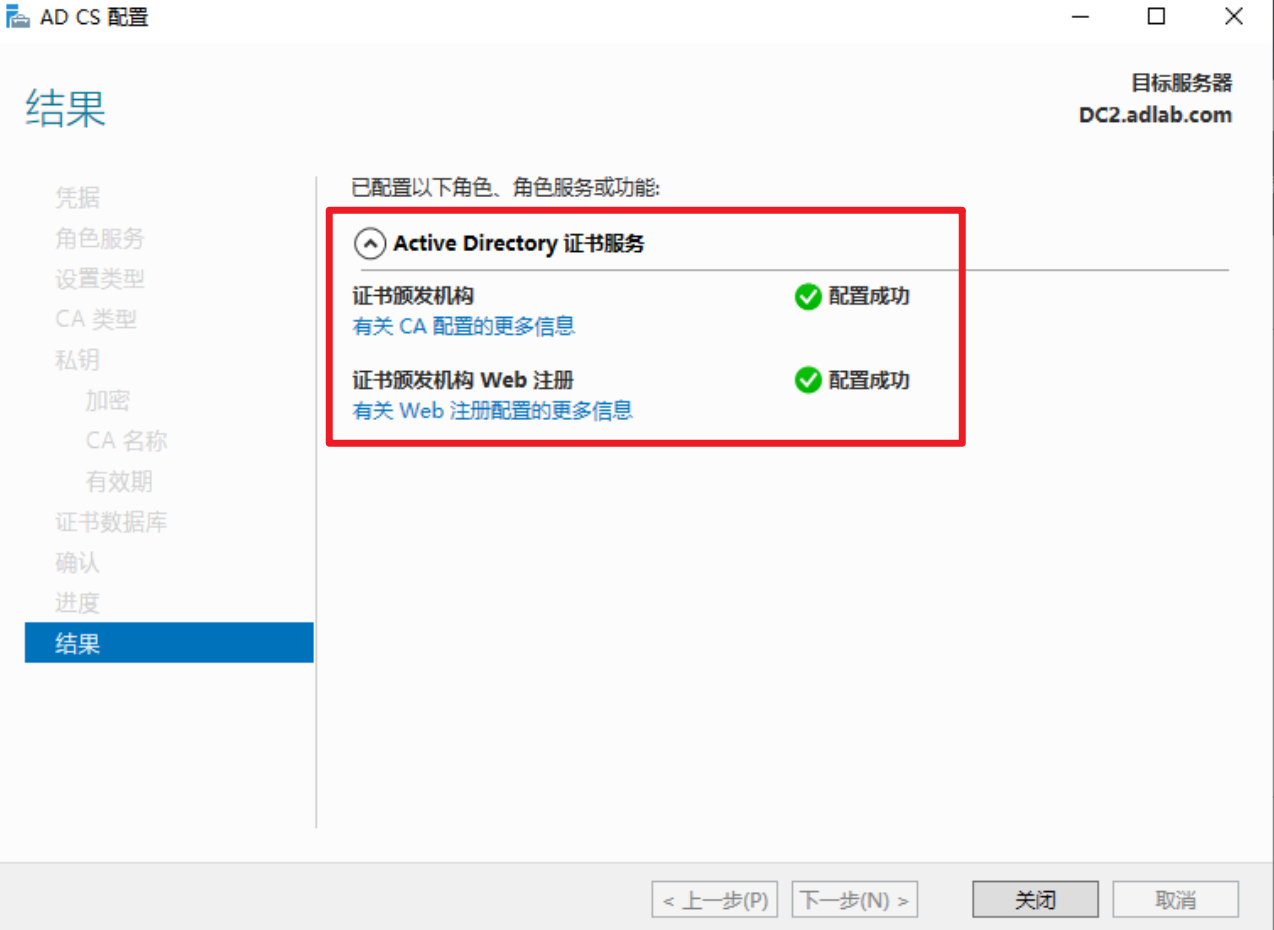 AD CS 配置
结果
目标服务器
DC2.adlab.com
凭据
角色服务
设置类型
CA 类型
私钥
加密
CA 名称
有效期
证书数据库
确认
进度
结果
已配置以下角色、角色服务或功能:
Active Directory 证书服务
证书颁发机构 配置成功
有关 CA 配置的更多信息
证书颁发机构 Web 注册 配置成功
有关 Web 注册配置的更多信息
< 上一步(P) 下一步(N) > 关闭 取消